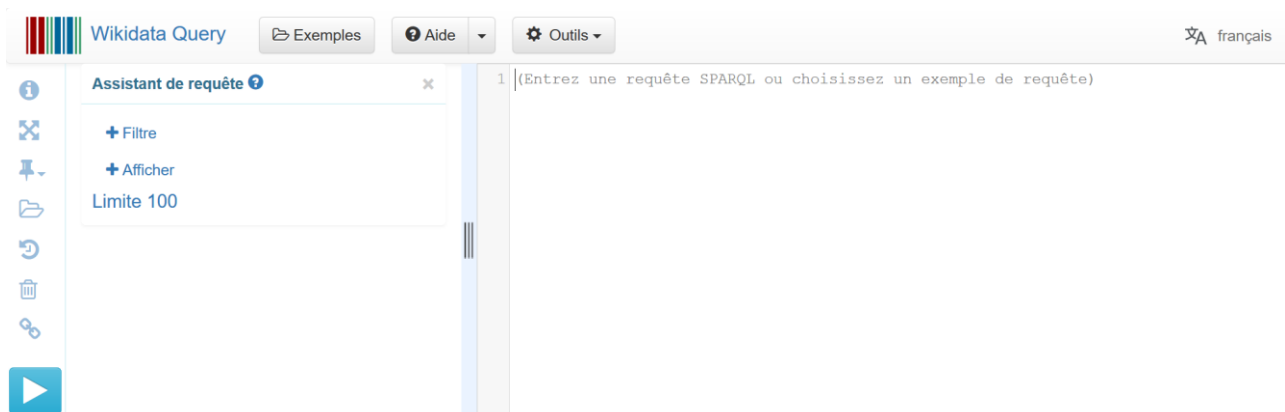 Wikidata Query
Exemples
Aide
Outils
français
Assistant de requête
Filtre
Afficher
Limite 100
1
(Entrez une requête SPARQL ou choisissez un exemple de requête)